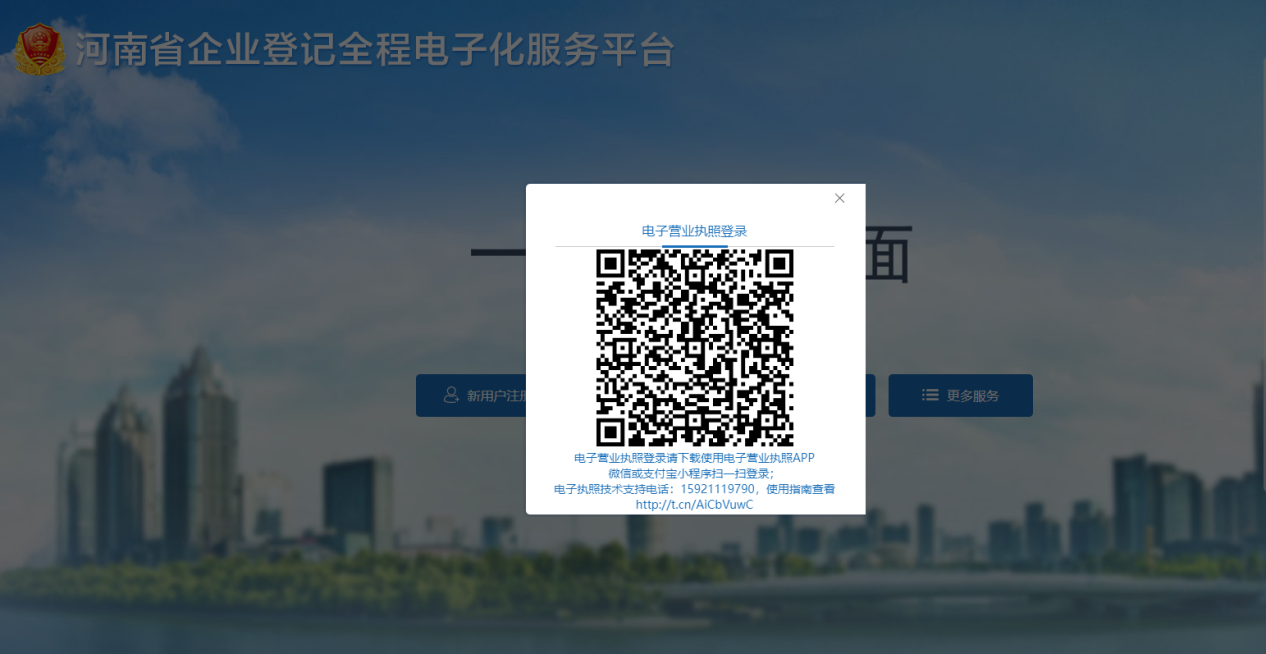 河南省企业登记全程电子化服务平台
电子营业执照登录
一
面
新用户注册
更多服务
电子营业执照登录请下载使用电子营业执照APP
微信或支付宝小程序扫一扫登录；
电子执照技术支持电话：15921119790，使用指南查看
http://t.cn/AiCbVuwC